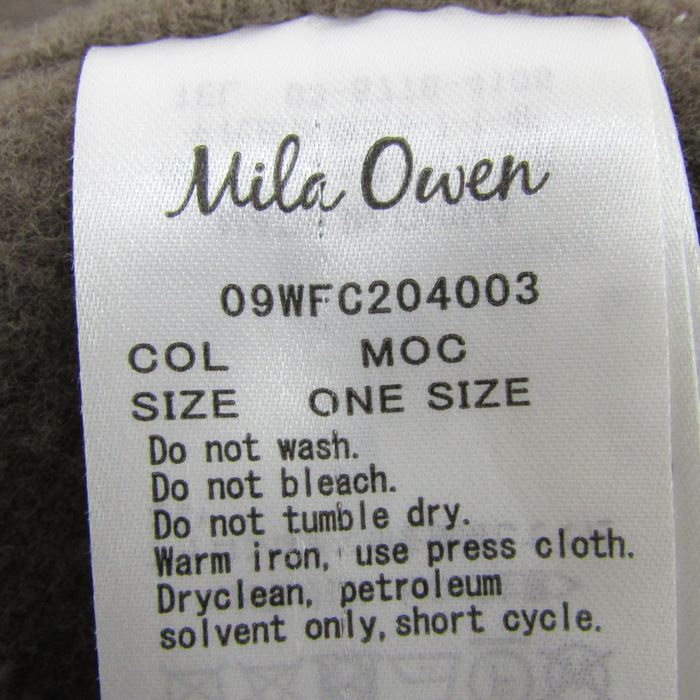 Mila Owen
09WFC204003
COL MOC
SIZE ONE SIZE
Do not wash.
Do not bleach.
Do not tumble dry.
Warm iron, use press cloth.
Dryclean, petroleum
solvent only, short cycle.